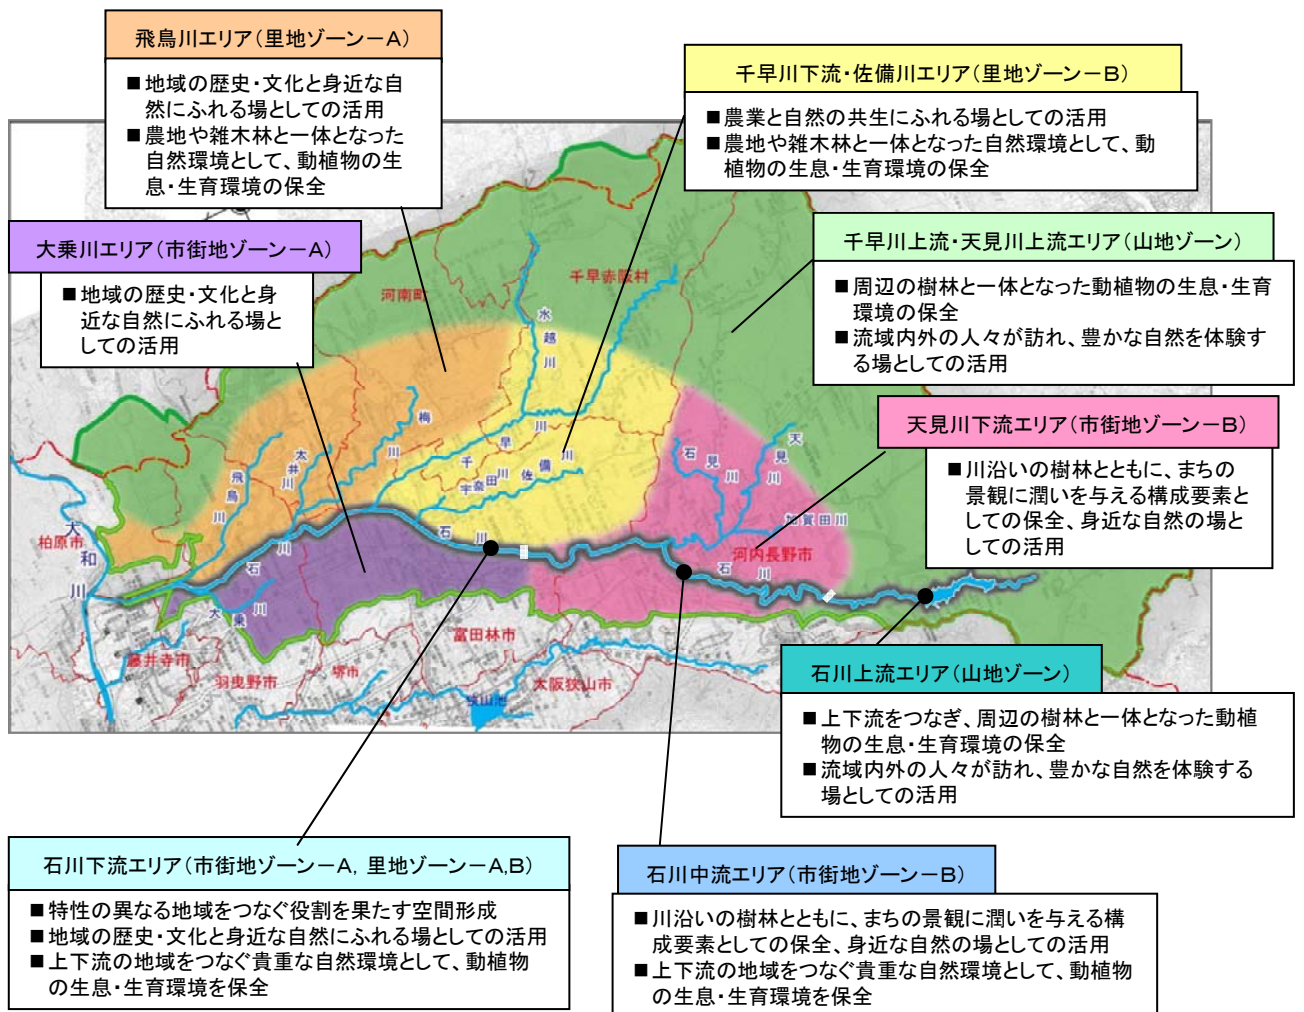 飛鳥川エリア(里地ゾーン－A)
■地域の歴史・文化と身近な自
然にふれる場としての活用
■農地や雑木林と一体となった
自然環境として、動植物の生
息・生育環境の保全
千早川下流・佐備川エリア(里地ゾーン－B)
■農業と自然の共生にふれる場としての活用
■農地や雑木林と一体となった自然環境として、動
植物の生息・生育環境の保全
大乗川エリア(市街地ゾーン－A)
■地域の歴史・文化と身
近な自然にふれる場と
しての活用
千早川上流・天見川上流エリア(山地ゾーン)
■周辺の樹林と一体となった動植物の生息・生育
環境の保全
■流域内外の人々が訪れ、豊かな自然を体験す
る場としての活用
天見川下流エリア(市街地ゾーン－B)
■川沿いの樹林とともに、まちの
景観に潤いを与える構成要素と
しての保全、身近な自然の場と
しての活用
千早赤阪村
河南町
水越川
梅川
太井川
飛鳥川
千早川
宇奈田川
佐備川
石見川
天見川
加賀田川
河内長野市
石川
石川
石川
大乗川
大和川
柏原市
藤井寺市
羽曳野市
堺市
富田林市
大阪狭山市
狭山池
石川上流エリア(山地ゾーン)
■上下流をつなぎ、周辺の樹林と一体となった動植
物の生息・生育環境の保全
■流域内外の人々が訪れ、豊かな自然を体験する
場としての活用
石川下流エリア(市街地ゾーン－A, 里地ゾーン－A,B)
■特性の異なる地域をつなぐ役割を果たす空間形成
■地域の歴史・文化と身近な自然にふれる場としての活用
■上下流の地域をつなぐ貴重な自然環境として、動植物
の生息・生育環境を保全
石川中流エリア(市街地ゾーン－B)
■川沿いの樹林とともに、まちの景観に潤いを与える構
成要素としての保全、身近な自然の場としての活用
■上下流の地域をつなぐ貴重な自然環境として、動植物
の生息・生育環境を保全